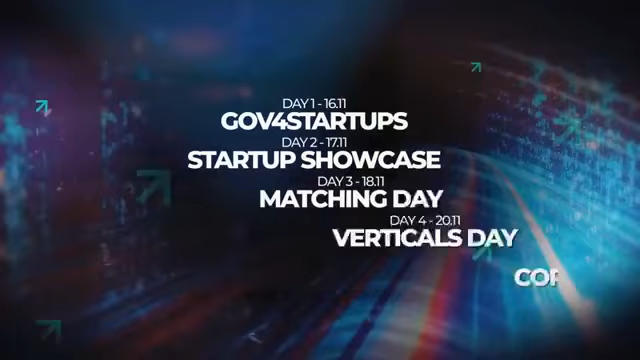 DAY 1 - 16.11
GOV4STARTUPS
DAY 2 - 17.11
STARTUP SHOWCASE
DAY 3 - 18.11
MATCHING DAY
DAY 4 - 20.11
VERTICALS DAY